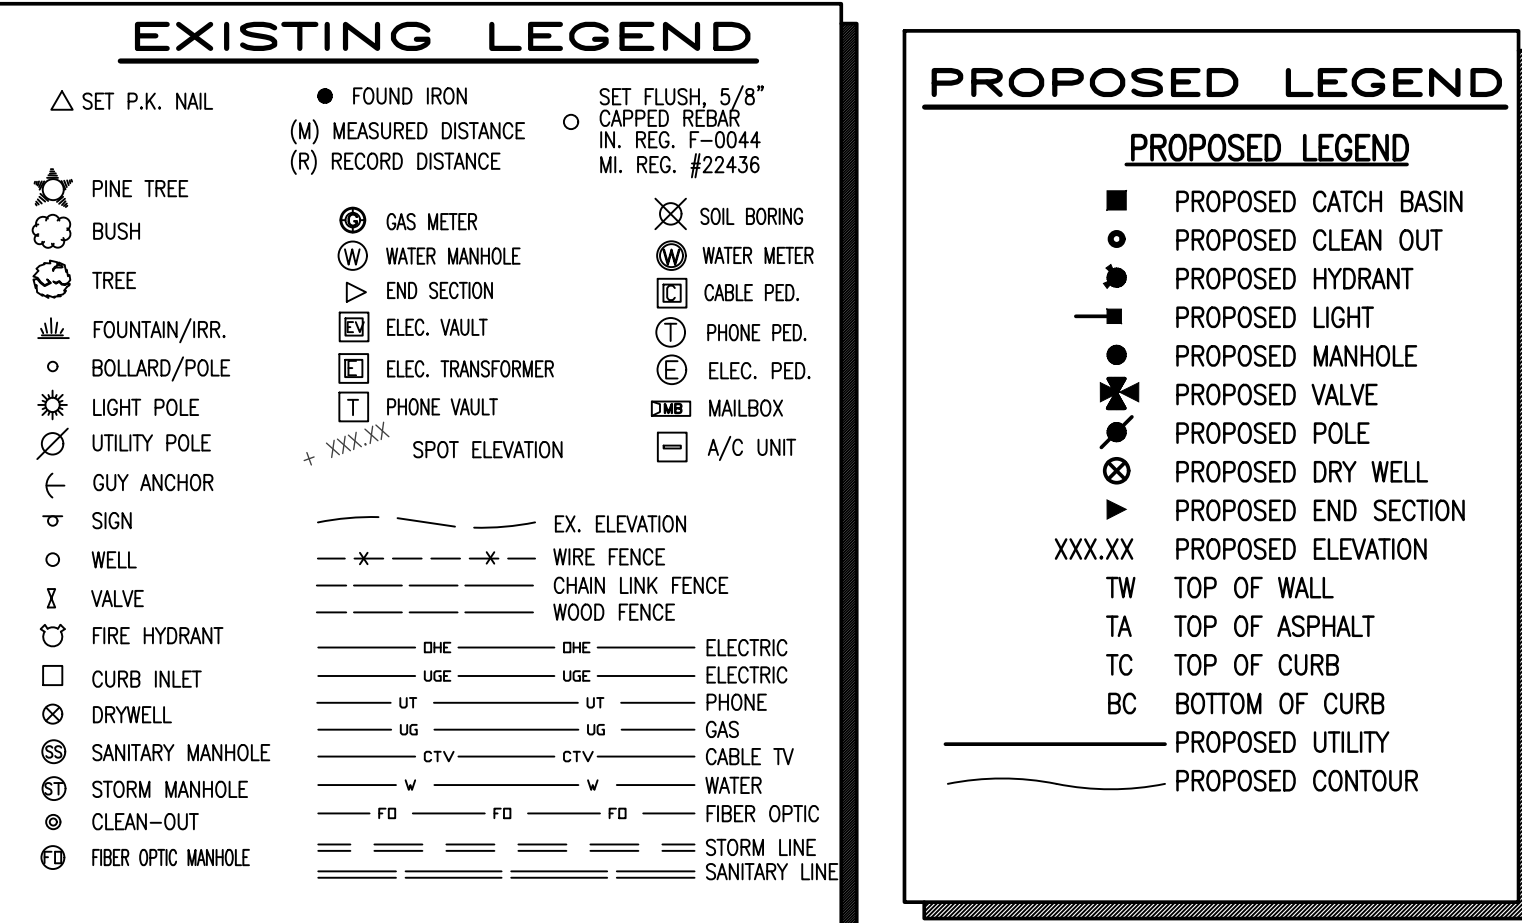 EXISTING LEGEND
SET P.K. NAIL
FOUND IRON
(M) MEASURED DISTANCE
(R) RECORD DISTANCE
SET FLUSH, 5/8"
CAPPED REBAR
IN. REG. F-0044
MI. REG. #22436
PINE TREE
BUSH
TREE
FOUNTAIN/IRR.
BOLLARD/POLE
LIGHT POLE
UTILITY POLE
GUY ANCHOR
SIGN
WELL
VALVE
FIRE HYDRANT
CURB INLET
DRYWELL
SS SANITARY MANHOLE
ST STORM MANHOLE
CLEAN-OUT
FO FIBER OPTIC MANHOLE
G GAS METER
W WATER MANHOLE
END SECTION
EV ELEC. VAULT
E ELEC. TRANSFORMER
T PHONE VAULT
+ XXX.XX SPOT ELEVATION
SOIL BORING
W WATER METER
C CABLE PED.
T PHONE PED.
E ELEC. PED.
MB MAILBOX
A/C UNIT
EX. ELEVATION
X X WIRE FENCE
CHAIN LINK FENCE
WOOD FENCE
OHE OHE ELECTRIC
UGE UGE ELECTRIC
UT UT PHONE
UG UG GAS
CTV CTV CABLE TV
W W WATER
FO FO FO FIBER OPTIC
STORM LINE
SANITARY LINE
PROPOSED LEGEND
PROPOSED LEGEND
PROPOSED CATCH BASIN
PROPOSED CLEAN OUT
PROPOSED HYDRANT
PROPOSED LIGHT
PROPOSED MANHOLE
PROPOSED VALVE
PROPOSED POLE
PROPOSED DRY WELL
PROPOSED END SECTION
XXX.XX PROPOSED ELEVATION
TW TOP OF WALL
TA TOP OF ASPHALT
TC TOP OF CURB
BC BOTTOM OF CURB
PROPOSED UTILITY
PROPOSED CONTOUR